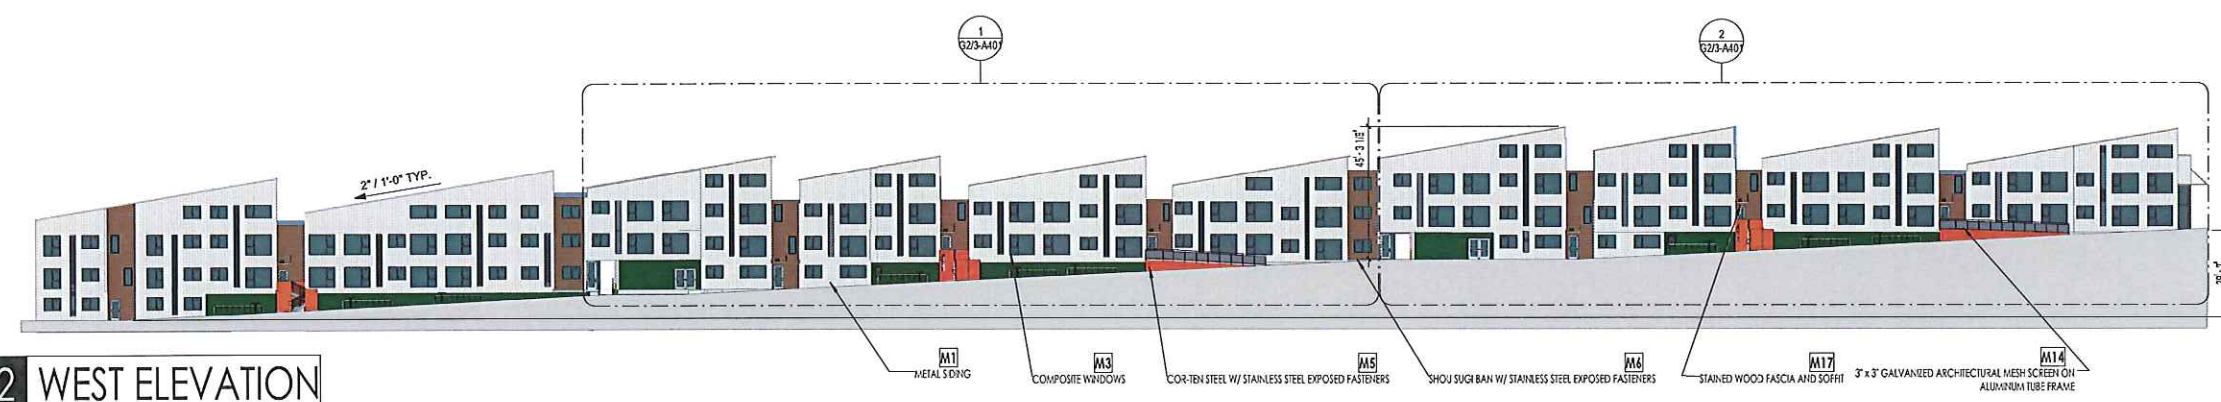 1
G2/3-A401
2
G2/3-A401
45'- 3 1/8"
2" / 1'-0" TYP.
M1
METAL SIDING
M3
COMPOSITE WINDOWS
M5
COR-TEN STEEL W/ STAINLESS STEEL EXPOSED FASTENERS
M6
SHOU SUGI BAN W/ STAINLESS STEEL EXPOSED FASTENERS
M17
STAINED WOOD FASCIA AND SOFFIT
M14
3" x 3" GALVANIZED ARCHITECTURAL MESH SCREEN ON
ALUMINUM TUBE FRAME
2 WEST ELEVATION